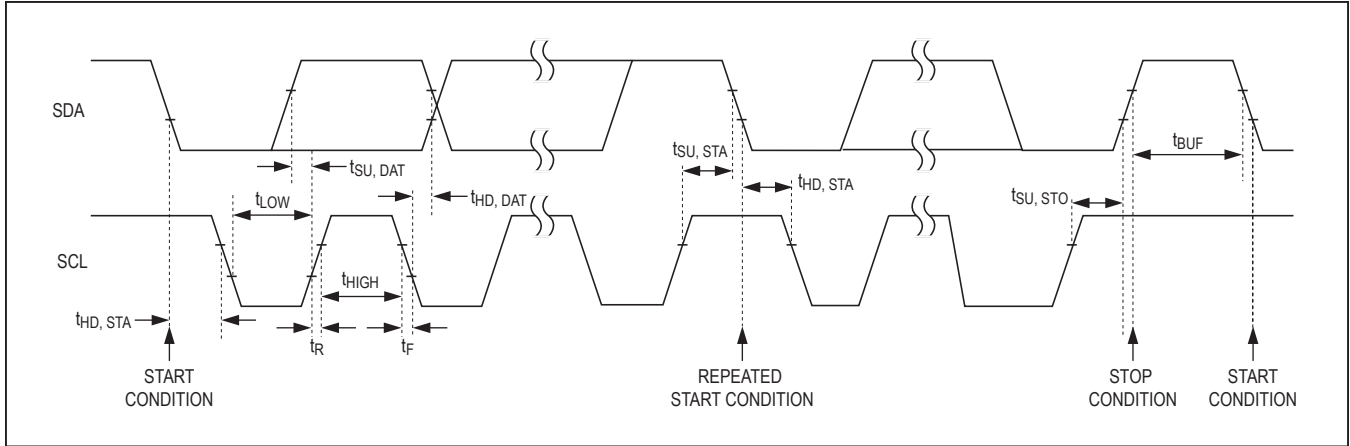 SDA
tSU, DAT
tSU, STA
tHD, STA
tBUF
tLOW
tHD, DAT
tSU, STO
SCL
tHIGH
tHD, STA
tR
tF
START
CONDITION
REPEATED
START CONDITION
STOP
CONDITION
START
CONDITION